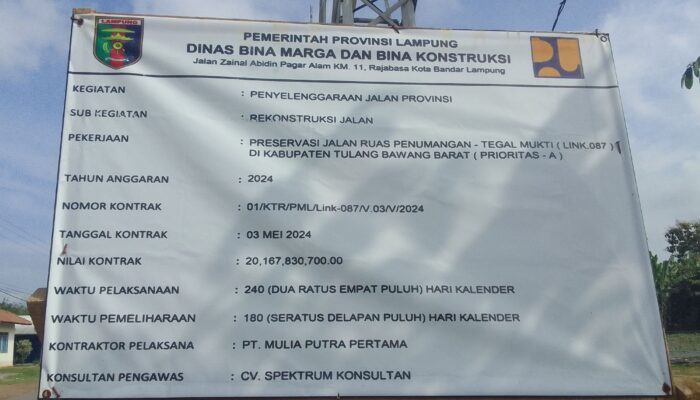 LAMPUNG
PEMERINTAH PROVINSI LAMPUNG
DINAS BINA MARGA DAN BINA KONSTRUKSI
Jalan Zainal Abidin Pagar Alam KM. 11, Rajabasa Kota Bandar Lampung
KEGIATAN : PENYELENGGARAAN JALAN PROVINSI
SUB KEGIATAN : REKONSTRUKSI JALAN
PEKERJAAN : PRESERVASI JALAN RUAS PENUMANGAN - TEGAL MUKTI ( LINK.087 )
DI KABUPATEN TULANG BAWANG BARAT ( PRIORITAS - A )
TAHUN ANGGARAN : 2024
NOMOR KONTRAK : 01/KTR/PML/Link-087/V.03/V/2024
TANGGAL KONTRAK : 03 MEI 2024
NILAI KONTRAK : 20,167,830,700.00
WAKTU PELAKSANAAN : 240 (DUA RATUS EMPAT PULUH) HARI KALENDER
WAKTU PEMELIHARAAN : 180 (SERATUS DELAPAN PULUH) HARI KALENDER
KONTRAKTOR PELAKSANA : PT. MULIA PUTRA PERTAMA
KONSULTAN PENGAWAS : CV. SPEKTRUM KONSULTAN